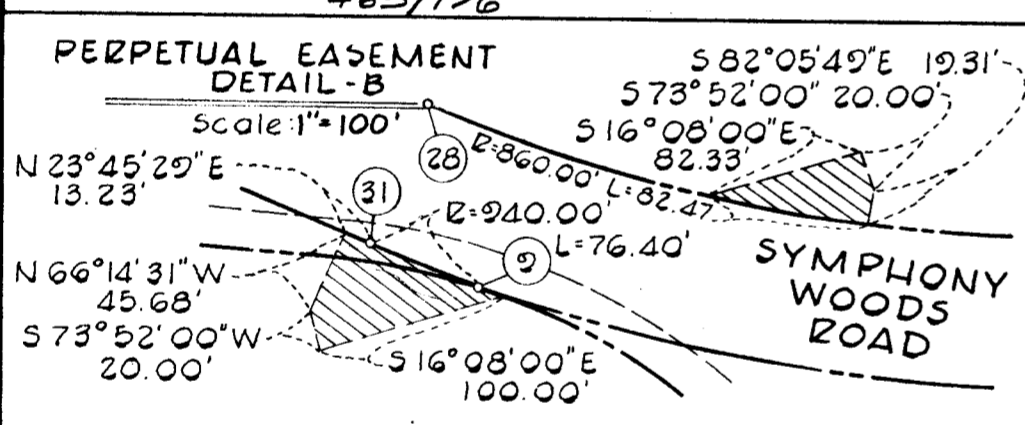 PERPETUAL EASEMENT
DETAIL-B
Scale:1"=100'
S 82°05'49"E 19.31'
S 73°52'00" 20.00'
S 16°08'00"E
82.33'
N 23°45'29"E
13.23'
28
R=860.00'
L=82.47'
31
R=940.00'
L=76.40'
9
N 66°14'31"W
45.68'
S 73°52'00"W
20.00'
S 16°08'00"E
100.00'
SYMPHONY
WOODS
ROAD